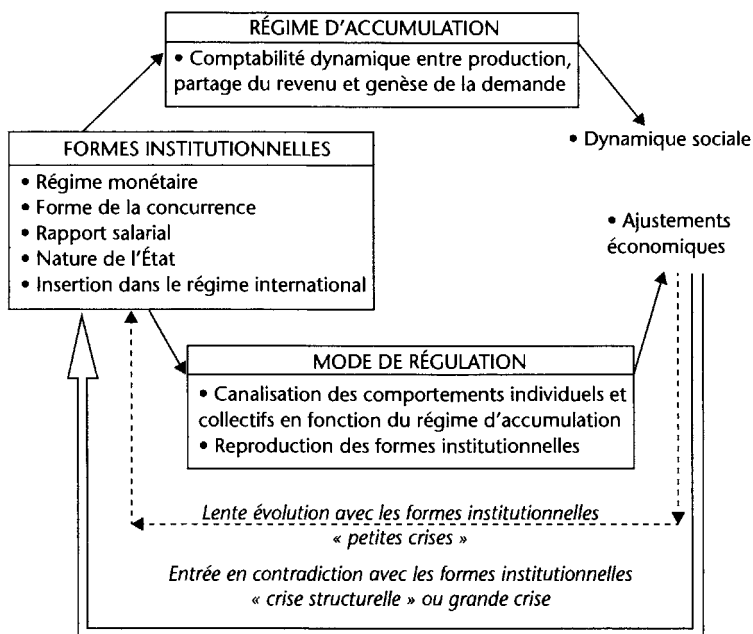 RÉGIME D'ACCUMULATION
• Comptabilité dynamique entre production,
partage du revenu et genèse de la demande
• Dynamique sociale
FORMES INSTITUTIONNELLES
• Régime monétaire
• Forme de la concurrence
• Rapport salarial
• Nature de l'État
• Insertion dans le régime international
• Ajustements
économiques
MODE DE RÉGULATION
• Canalisation des comportements individuels et
collectifs en fonction du régime d'accumulation
• Reproduction des formes institutionnelles
Lente évolution avec les formes institutionnelles
« petites crises »
Entrée en contradiction avec les formes institutionnelles
« crise structurelle » ou grande crise